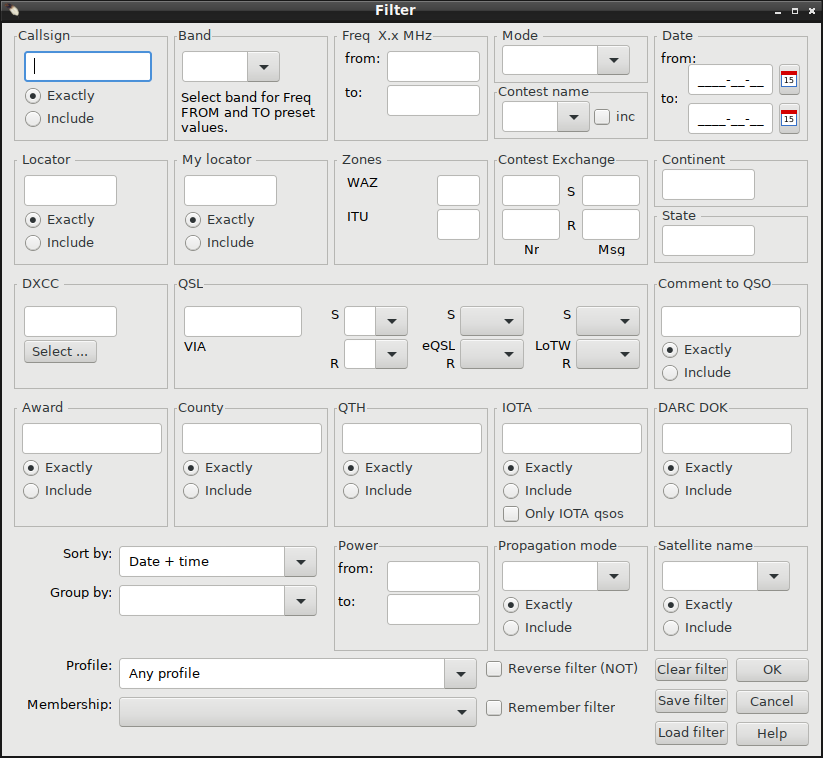 Filter
Callsign
Exactly
Include
Band
Select band for Freq
FROM and TO preset
values.
Freq X.x MHz
from:
to:
Mode
Contest name
inc
Date
from:
____-__-__
15
to:
____-__-__
15
Locator
Exactly
Include
My locator
Exactly
Include
Zones
WAZ
ITU
Contest Exchange
S
R
Nr
Msg
Continent
State
DXCC
Select ...
QSL
VIA
S
R
S
eQSL
R
S
LoTW
R
Comment to QSO
Exactly
Include
Award
Exactly
Include
County
Exactly
Include
QTH
Exactly
Include
IOTA
Exactly
Include
Only IOTA qsos
DARC DOK
Exactly
Include
Sort by:
Date + time
Group by:
Power
from:
to:
Propagation mode
Exactly
Include
Satellite name
Exactly
Include
Profile:
Any profile
Membership:
Reverse filter (NOT)
Remember filter
Clear filter
OK
Save filter
Cancel
Load filter
Help